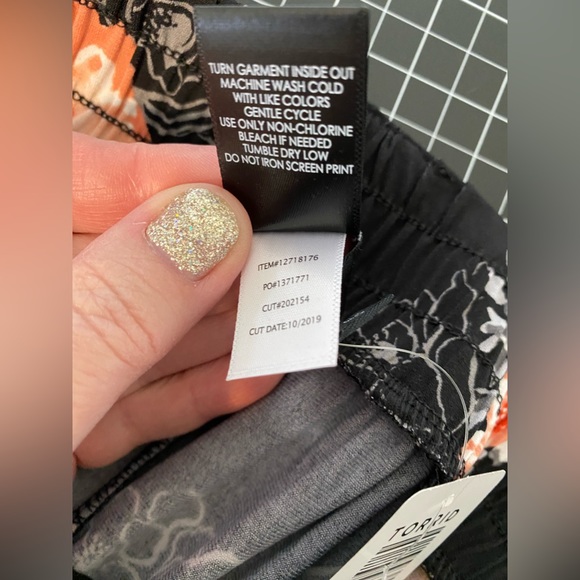 TURN GARMENT INSIDE OUT
MACHINE WASH COLD
WITH LIKE COLORS
GENTLE CYCLE
USE ONLY NON-CHLORINE
BLEACH IF NEEDED
TUMBLE DRY LOW
DO NOT IRON SCREEN PRINT
ITEM#12718176
PO#1371771
CUT#202154
CUT DATE:10/2019
TORRID